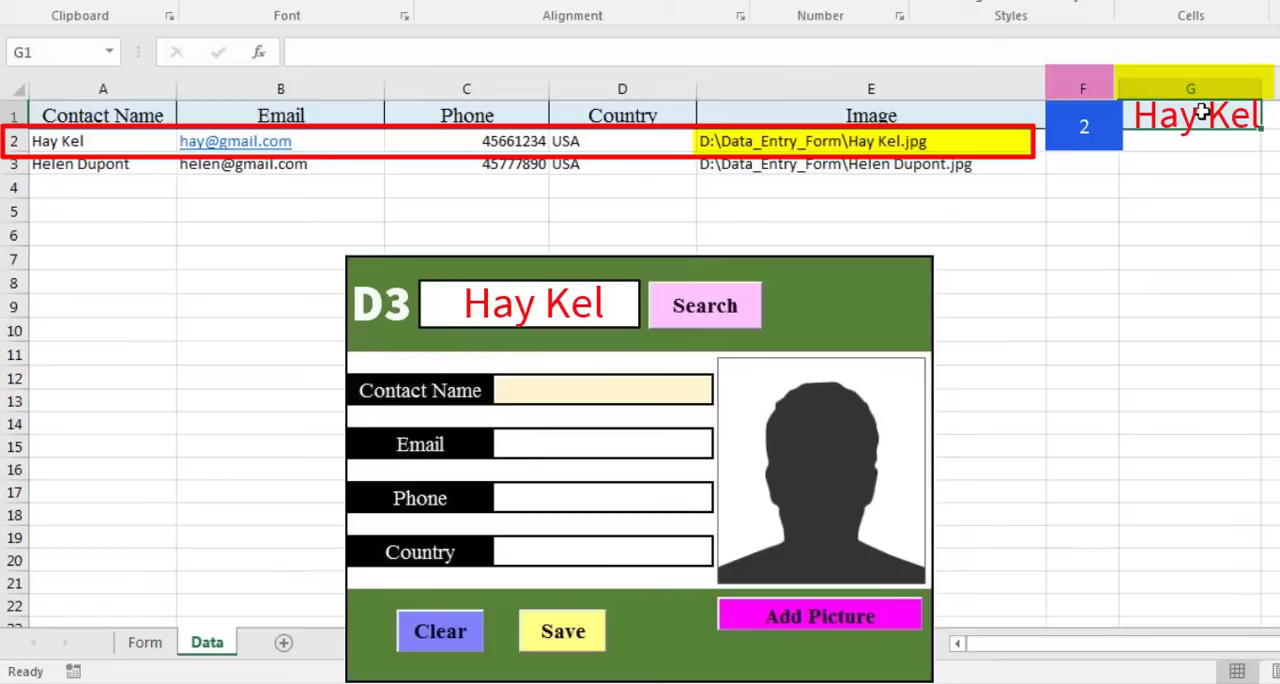 Clipboard Font Alignment Number Styles Cells
G1 fx
A B C D E F G
1 Contact Name Email Phone Country Image 2 Hay Kel
2 Hay Kel hay@gmail.com 45661234 USA D:\Data_Entry_Form\Hay Kel.jpg
3 Helen Dupont helen@gmail.com 45777890 USA D:\Data_Entry_Form\Helen Dupont.jpg
4
5
6
7
8
9
10
11
12
13
14
15
16
17
18
19
20
21
22
D3 Hay Kel Search
Contact Name
Email
Phone
Country
Add Picture
Clear Save
Form Data
Ready